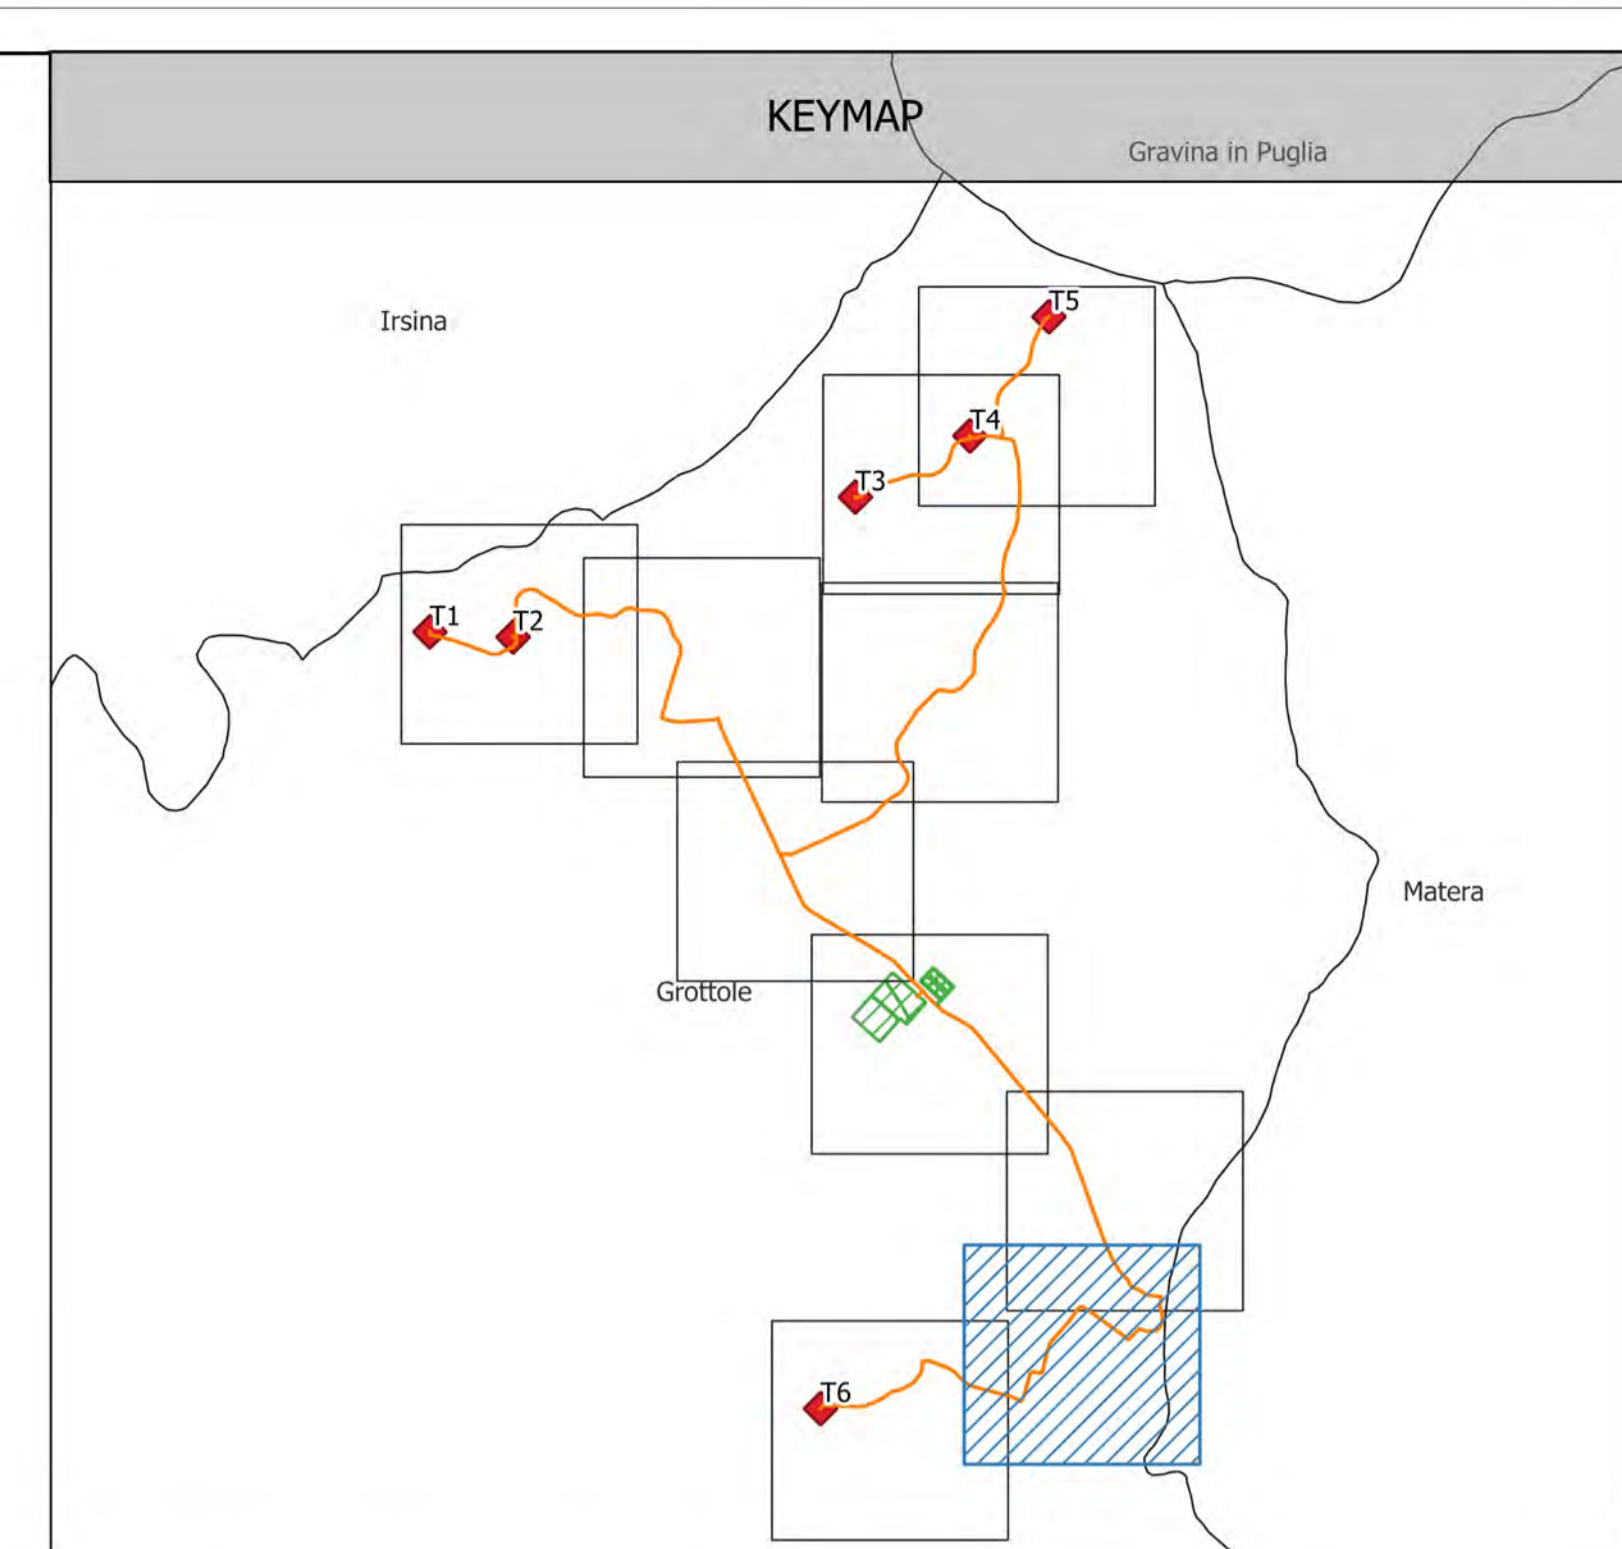 KEYMAP
Gravina in Puglia
Irsina
T5
T4
T3
T1
T2
Matera
Grottole
T6